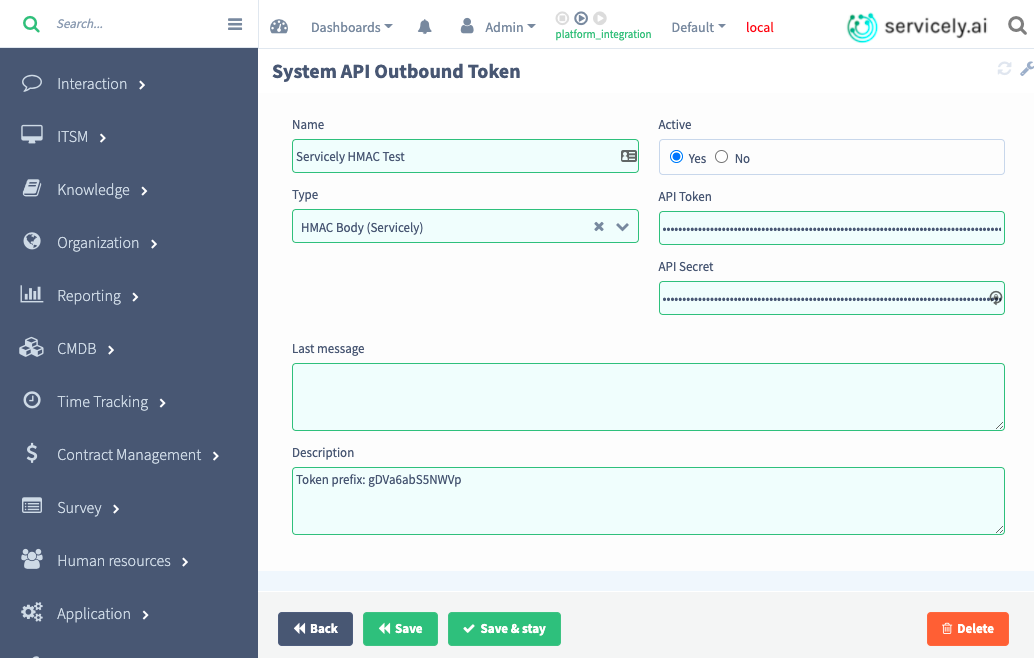 Search...
Dashboards
Admin
platform_integration
Default
local
servicely.ai
Interaction
ITSM
Knowledge
Organization
Reporting
CMDB
Time Tracking
Contract Management
Survey
Human resources
Application
System API Outbound Token
Name
Servicely HMAC Test
Active
Yes
No
Type
HMAC Body (Servicely)
API Token
API Secret
Last message
Description
Token prefix: gDVa6abS5NWVp
Back
Save
Save & stay
Delete